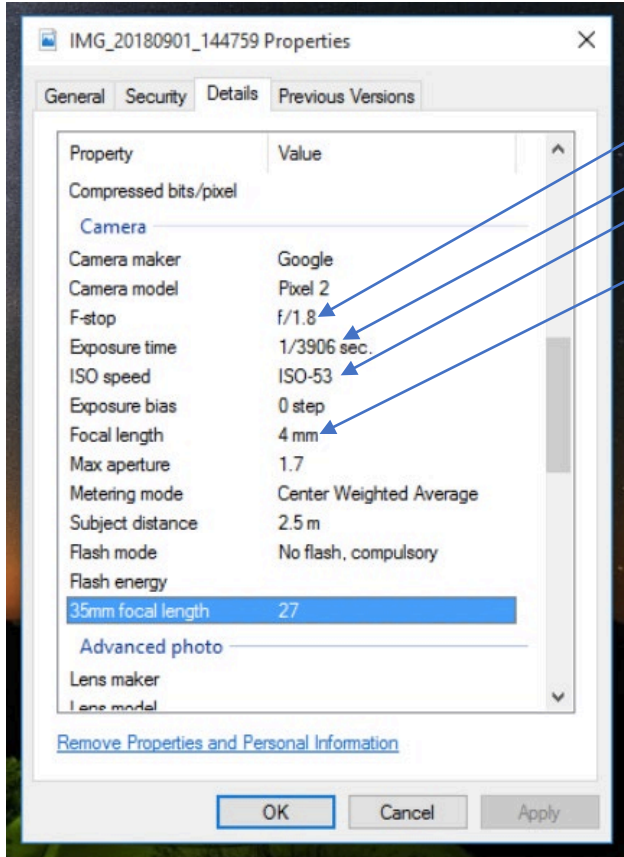 IMG_20180901_144759 Properties
General Security Details Previous Versions
Property Value
Compressed bits/pixel
Camera
Camera maker Google
Camera model Pixel 2
F-stop f/1.8
Exposure time 1/3906 sec.
ISO speed ISO-53
Exposure bias 0 step
Focal length 4 mm
Max aperture 1.7
Metering mode Center Weighted Average
Subject distance 2.5 m
Flash mode No flash, compulsory
Flash energy
35mm focal length 27
Advanced photo
Lens maker
Lens model
Remove Properties and Personal Information
OK Cancel Apply